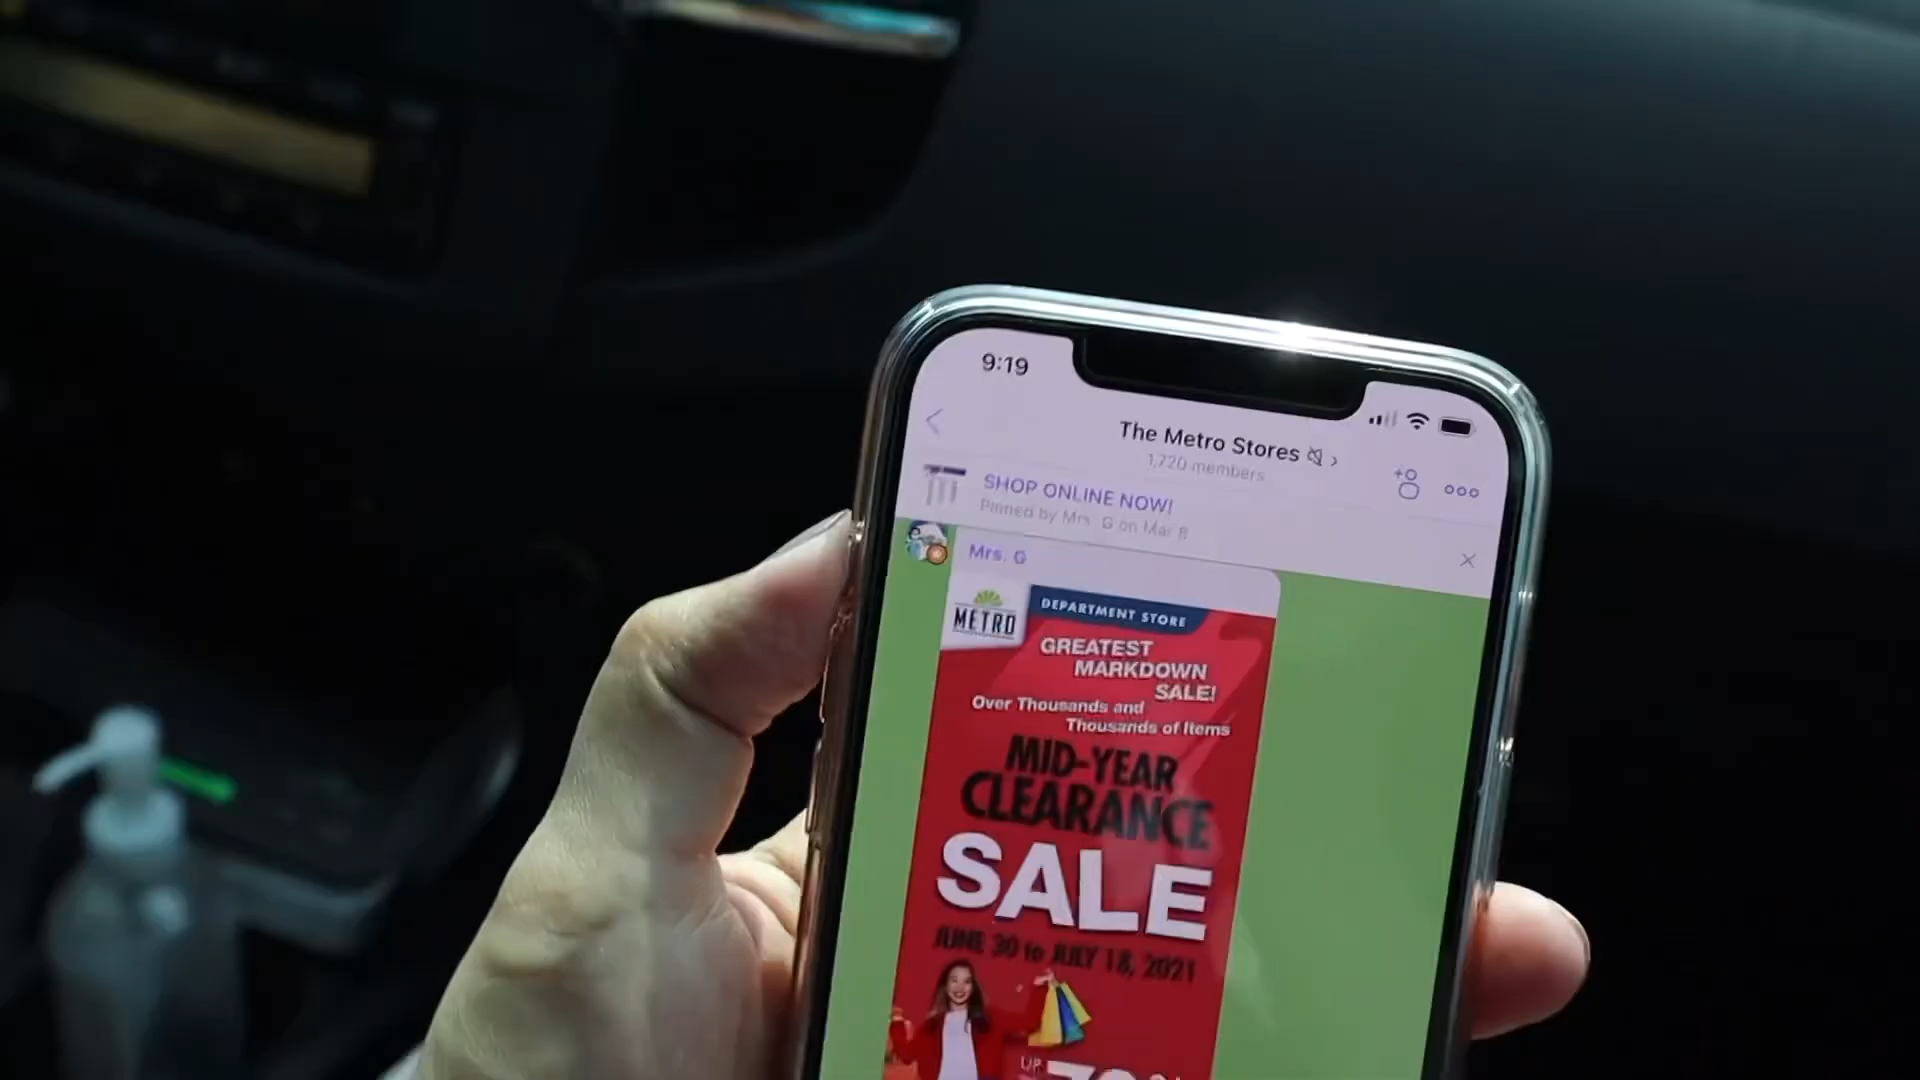 9:19
The Metro Stores
1,720 members
SHOP ONLINE NOW!
Pinned by Mrs. G on Mar 8
Mrs. G
METRO
DEPARTMENT STORE
GREATEST
MARKDOWN
SALE!
Over Thousands and
Thousands of Items
MID-YEAR
CLEARANCE
SALE
JUNE 30 to JULY 18, 2021
UP